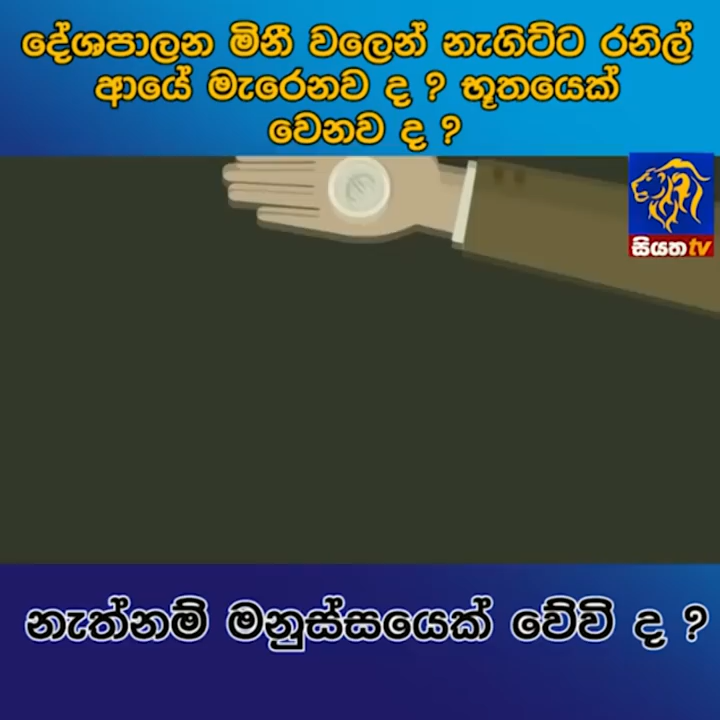 දේශපාලන මිනී වලෙන් නැගිට්ට රනිල්
ආයේ මැරෙනව ද ? භූතයෙක්
වෙනව ද ?
සියත tv
නැත්නම් මනුස්සයෙක් වේවි ද ?